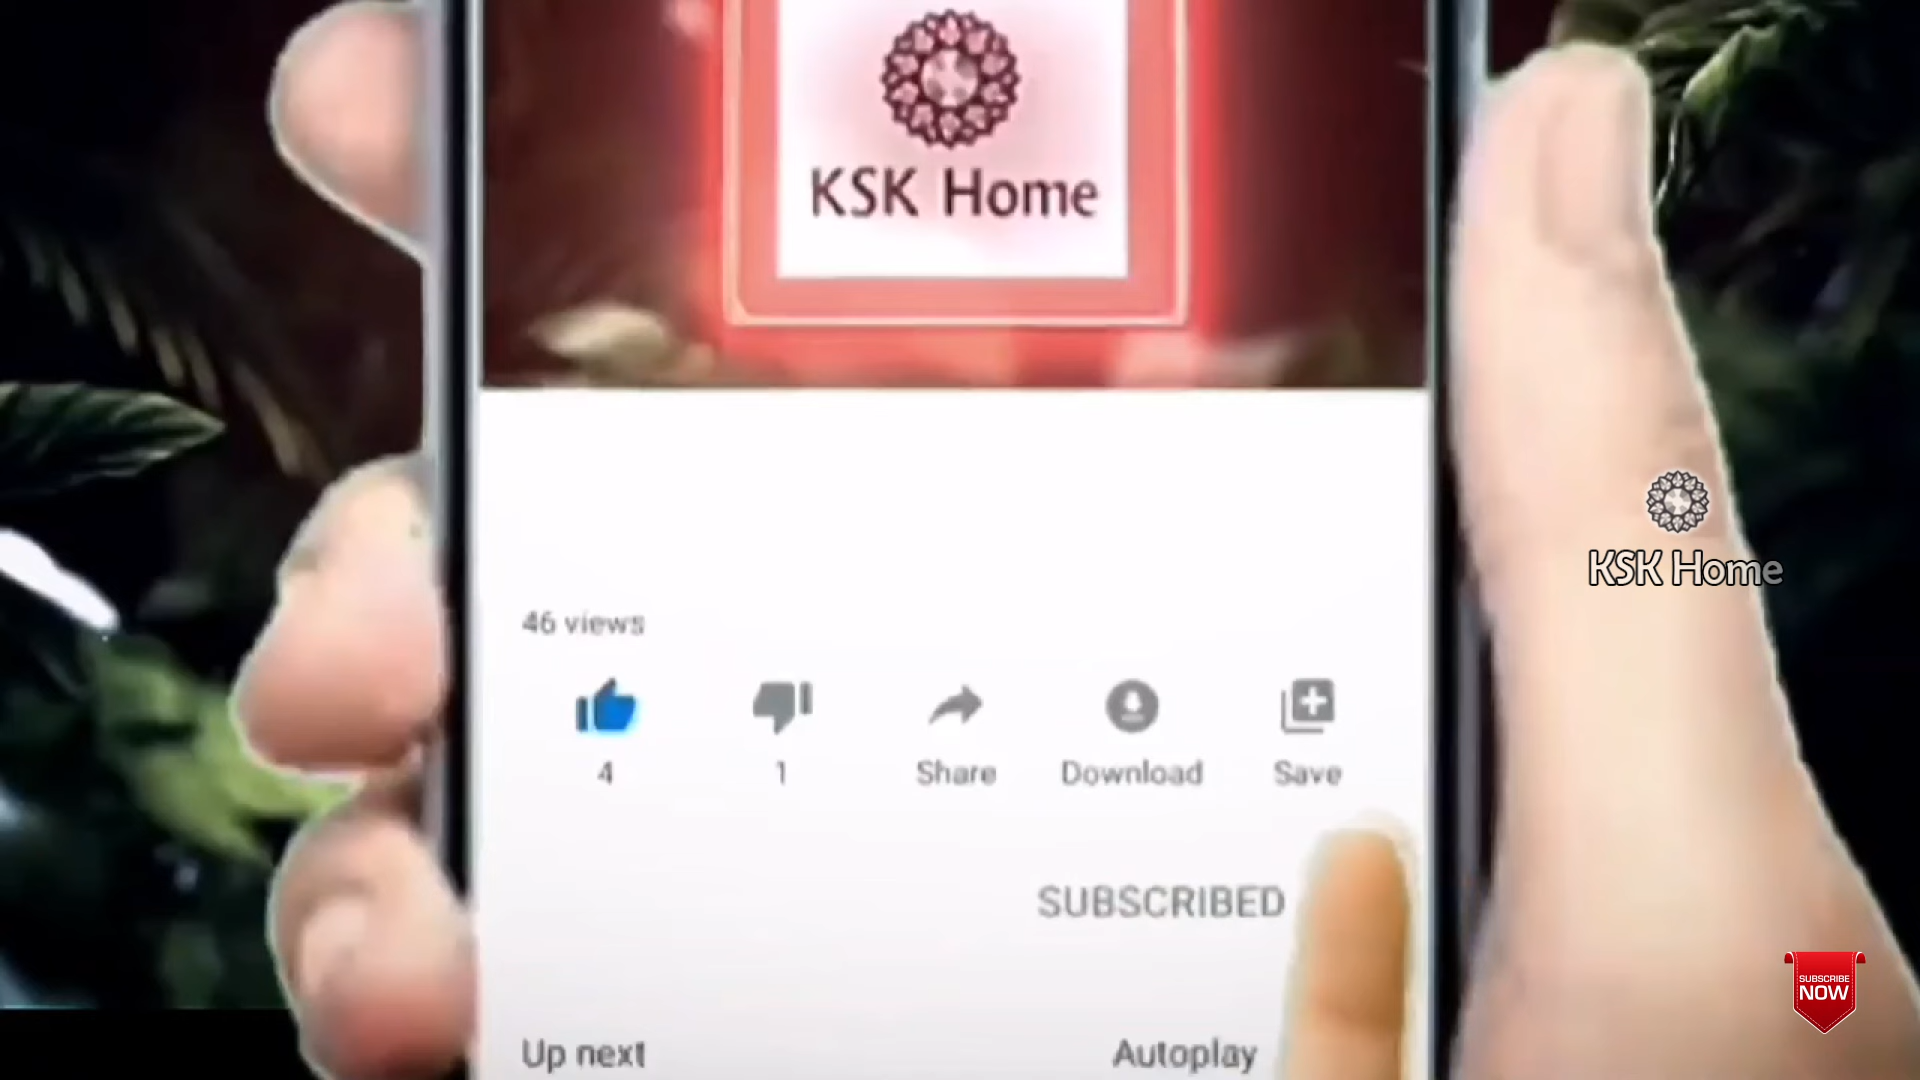 KSK Home
46 views
4
1
Share
Download
Save
SUBSCRIBED
Up next
Autoplay
KSK Home
SUBSCRIBE
NOW